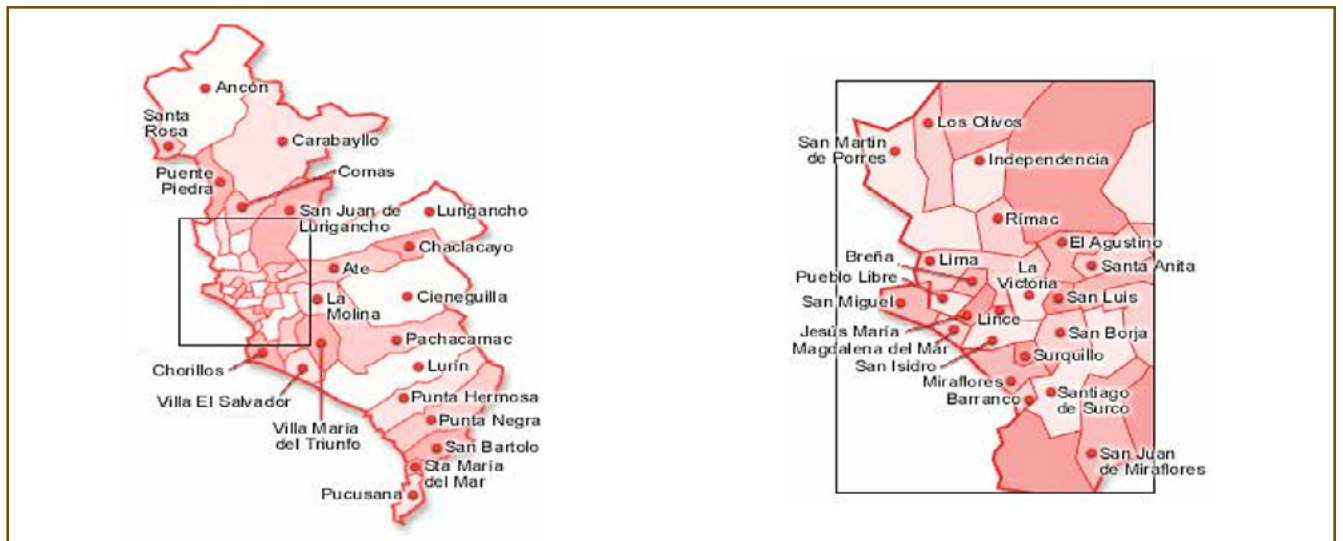 Ancón
Santa
Rosa
Carabayllo
Puente
Piedra
Comas
San Juan de
Lurigancho
Lurigancho
Chaclacayo
Ate
La
Molina
Cieneguilla
Pachacamac
Chorillos
Lurín
Villa El Salvador
Punta Hermosa
Villa María
del Triunfo
Punta Negra
San Bartolo
Sta María
del Mar
Pucusana
Los Olivos
San Martin
de Porres
Independencia
Rímac
El Agustino
Breña
Lima
La
Victoria
Santa Anita
Pueblo Libre
San Miguel
San Luis
Jesús María
Lince
Magdalena del Mar
San Borja
San Isidro
Surquillo
Miraflores
Barranco
Santiago
de Surco
San Juan
de Miraflores